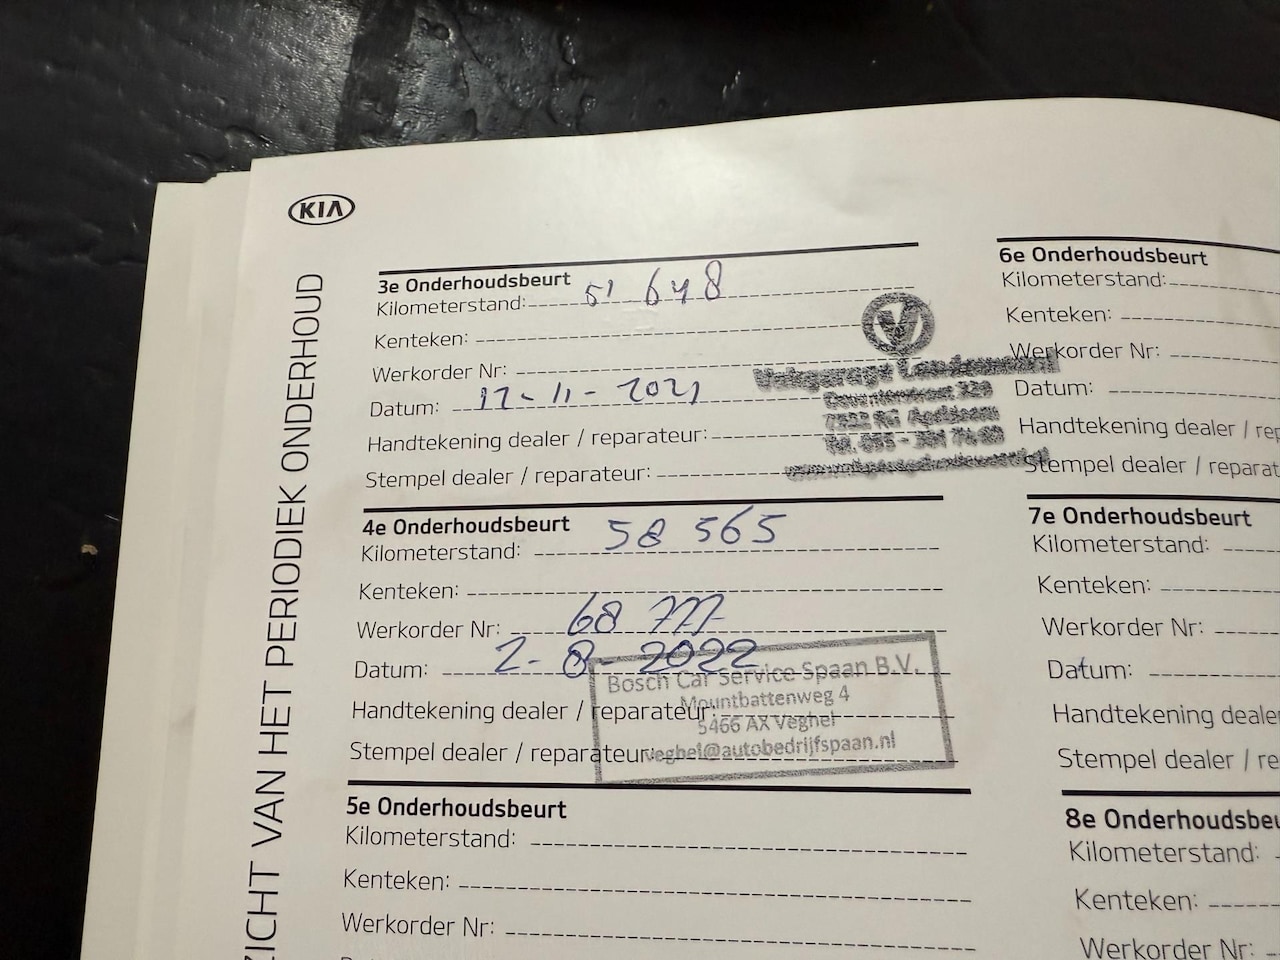 KIA
ZICHT VAN HET PERIODIEK ONDERHOUD
3e Onderhoudsbeurt
Kilometerstand: 51 648
Kenteken:
Werkorder Nr:
Datum: 17-11-2021
Handtekening dealer / reparateur:
Stempel dealer / reparateur:
Vakgarage
4e Onderhoudsbeurt
Kilometerstand: 58 565
Kenteken:
Werkorder Nr: 68 777
Datum: 2-8-2022
Handtekening dealer / reparateur:
Stempel dealer / reparateur:
Bosch Car Service Spaan B.V.
Mountbattenweg 4
5466 AX Veghel
veghel@autobedrijfspaan.nl
5e Onderhoudsbeurt
Kilometerstand:
Kenteken:
Werkorder Nr:
6e Onderhoudsbeurt
Kilometerstand:
Kenteken:
Werkorder Nr:
Datum:
Handtekening dealer / rep
Stempel dealer / reparat
7e Onderhoudsbeurt
Kilometerstand:
Kenteken:
Werkorder Nr:
Datum:
Handtekening dealer
Stempel dealer / re
8e Onderhoudsbeu
Kilometerstand:
Kenteken:
Werkorder Nr: